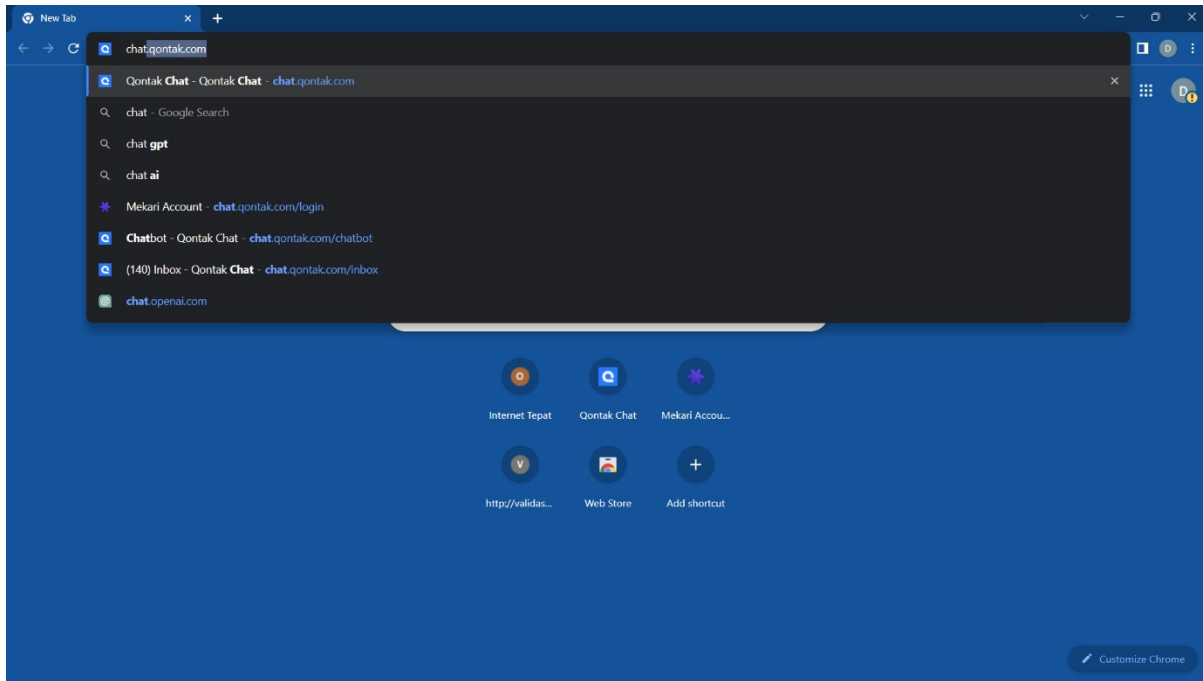 New Tab
chat.qontak.com
D
Qontak Chat - Qontak Chat - chat.qontak.com
D
chat - Google Search
chat gpt
chat ai
Mekari Account - chat.qontak.com/login
Chatbot - Qontak Chat - chat.qontak.com/chatbot
(140) Inbox - Qontak Chat - chat.qontak.com/inbox
chat.openai.com
O
Internet Tepat Qontak Chat Mekari Accou...
V
http://validas... Web Store Add shortcut
Customize Chrome